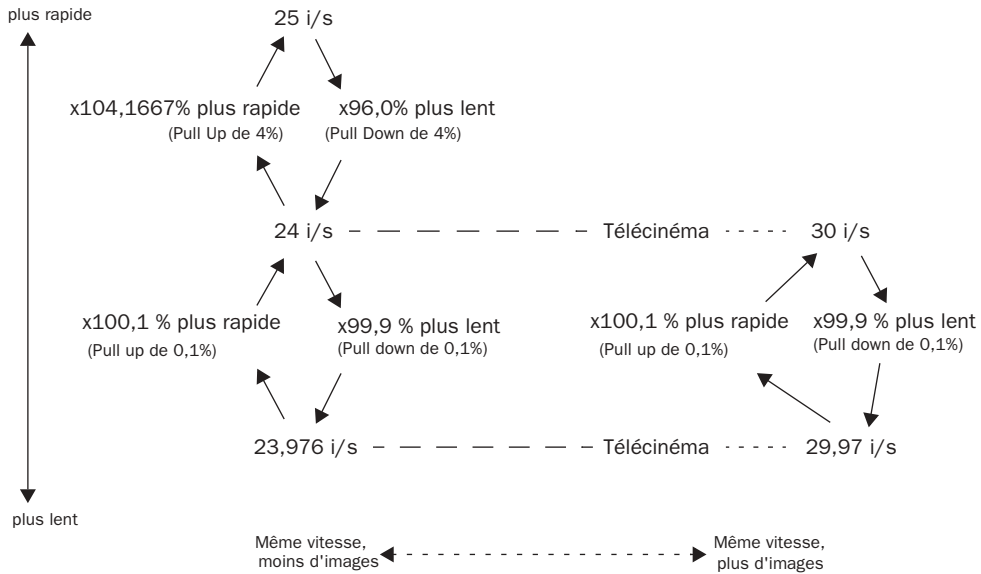 plus rapide
25 i/s
x104,1667% plus rapide
(Pull Up de 4%)
x96,0% plus lent
(Pull Down de 4%)
24 i/s
Télécinéma
30 i/s
x100,1 % plus rapide
(Pull up de 0,1%)
x99,9 % plus lent
(Pull down de 0,1%)
x100,1 % plus rapide
(Pull up de 0,1%)
x99,9 % plus lent
(Pull down de 0,1%)
23,976 i/s
Télécinéma
29,97 i/s
plus lent
Même vitesse,
moins d'images
Même vitesse,
plus d'images